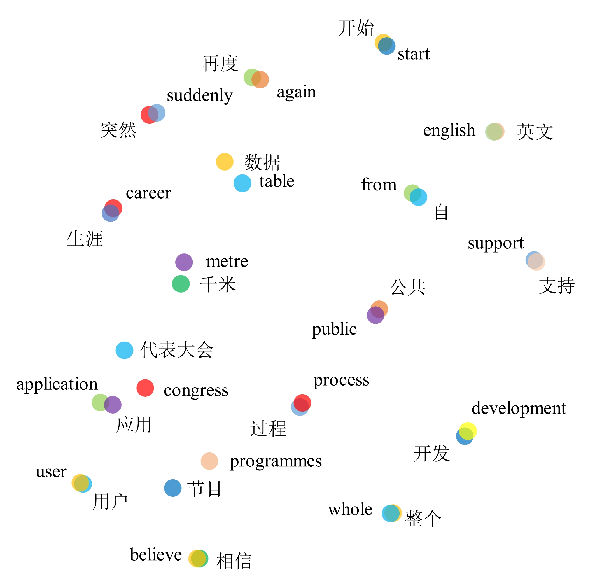 开始
start
再度
again
suddenly
突然
english
英文
数据
table
from
自
career
生涯
support
支持
metre
千米
公共
public
代表大会
application
congress
应用
process
过程
development
开发
programmes
user
用户
节目
whole
整个
believe
相信